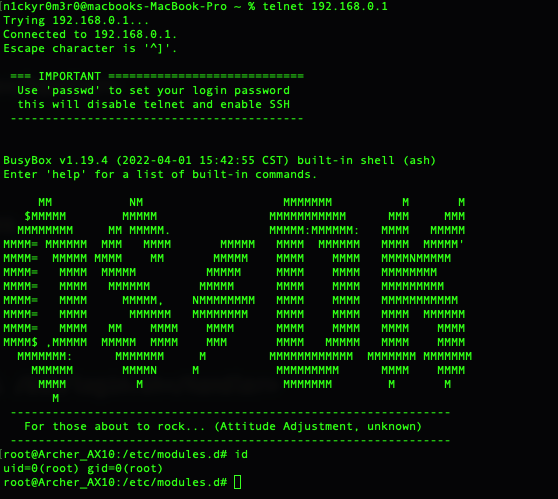 [n1ckyr0m3r0@macbooks-MacBook-Pro ~ % telnet 192.168.0.1
Trying 192.168.0.1...
Connected to 192.168.0.1.
Escape character is '^]'.
=== IMPORTANT ============================
Use 'passwd' to set your login password
this will disable telnet and enable SSH
------------------------------------------
BusyBox v1.19.4 (2022-04-01 15:42:55 CST) built-in shell (ash)
Enter 'help' for a list of built-in commands.
     MM           NM                    MMMMMMM          M       M
   $MMMMM        MMMMM                MMMMMMMMMMM      MMM     MMM
  MMMMMMMM     MM MMMMM.              MMMMM:MMMMMM:   MMMM   MMMMM
MMMM= MMMMMM  MMM   MMMM       MMMMM   MMMM  MMMMMM   MMMM  MMMMM'
MMMM=  MMMMM MMMM    MM       MMMMM    MMMM    MMMM   MMMMNMMMMM
MMMM=   MMMM  MMMMM          MMMMM     MMMM    MMMM   MMMMMMMM
MMMM=   MMMM   MMMMMM       MMMMM      MMMM    MMMM   MMMMMMMMM
MMMM=   MMMM     MMMMM,    NMMMMMMMM   MMMM    MMMM   MMMMMMMMMMM
MMMM=   MMMM      MMMMMM   MMMMMMMM    MMMM    MMMM   MMMM  MMMMMM
MMMM=   MMMM   MM    MMMM    MMMM      MMMM    MMMM   MMMM    MMMM
MMMM$ ,MMMMM  MMMMM  MMMM    MMM       MMMM   MMMMM   MMMM    MMMM
  MMMMMMM:      MMMMMMM     M         MMMMMMMMMMMM  MMMMMMM MMMMMMM
    MMMMMM       MMMMN     M           MMMMMMMMM      MMMM    MMMM
     MMMM          M                    MMMMMMM        M       M
       M
---------------------------------------------------------------
For those about to rock... (Attitude Adjustment, unknown)
---------------------------------------------------------------
[root@Archer_AX10:/etc/modules.d# id
uid=0(root) gid=0(root)
root@Archer_AX10:/etc/modules.d#